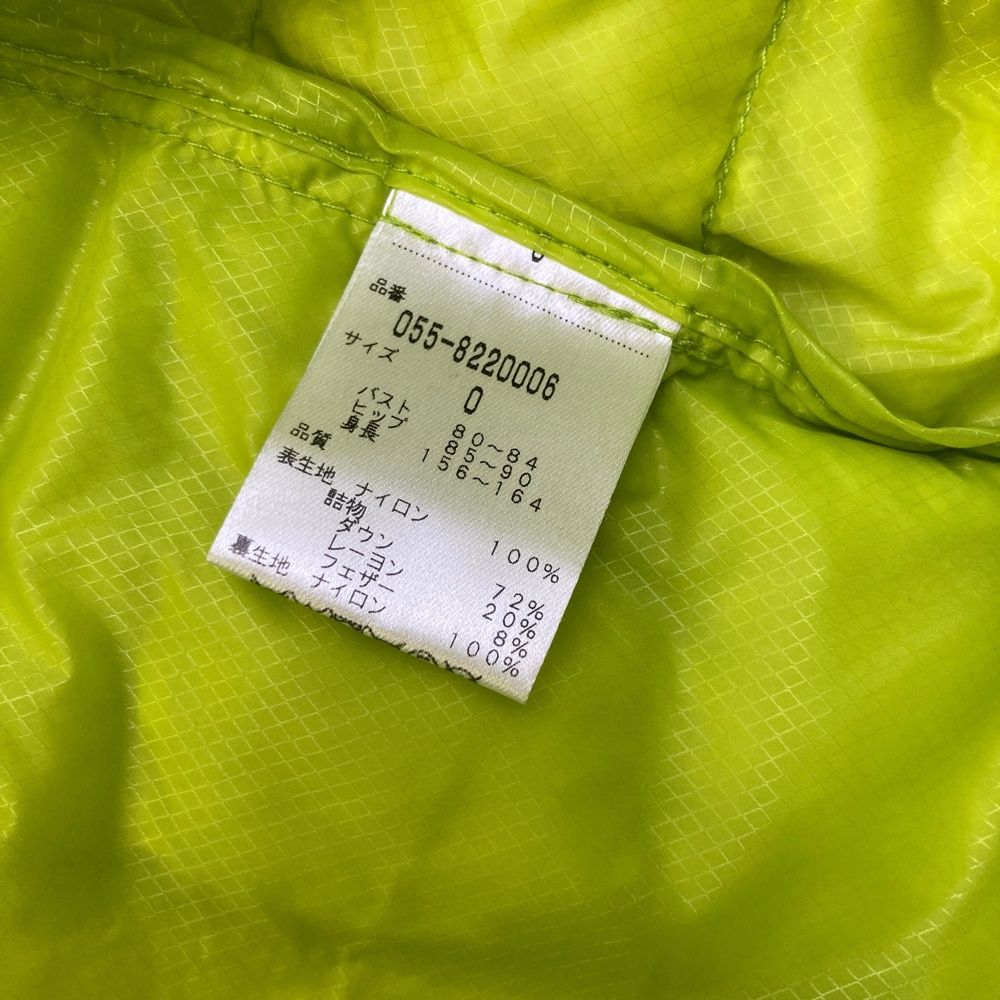 品番
055-8220006
サイズ
0
バスト 80～84
ヒップ 85～90
身長 156～164
品質
表生地 ナイロン 100%
詰物
ダウン 72%
レーヨン 20%
フェザー 8%
裏生地 ナイロン 100%